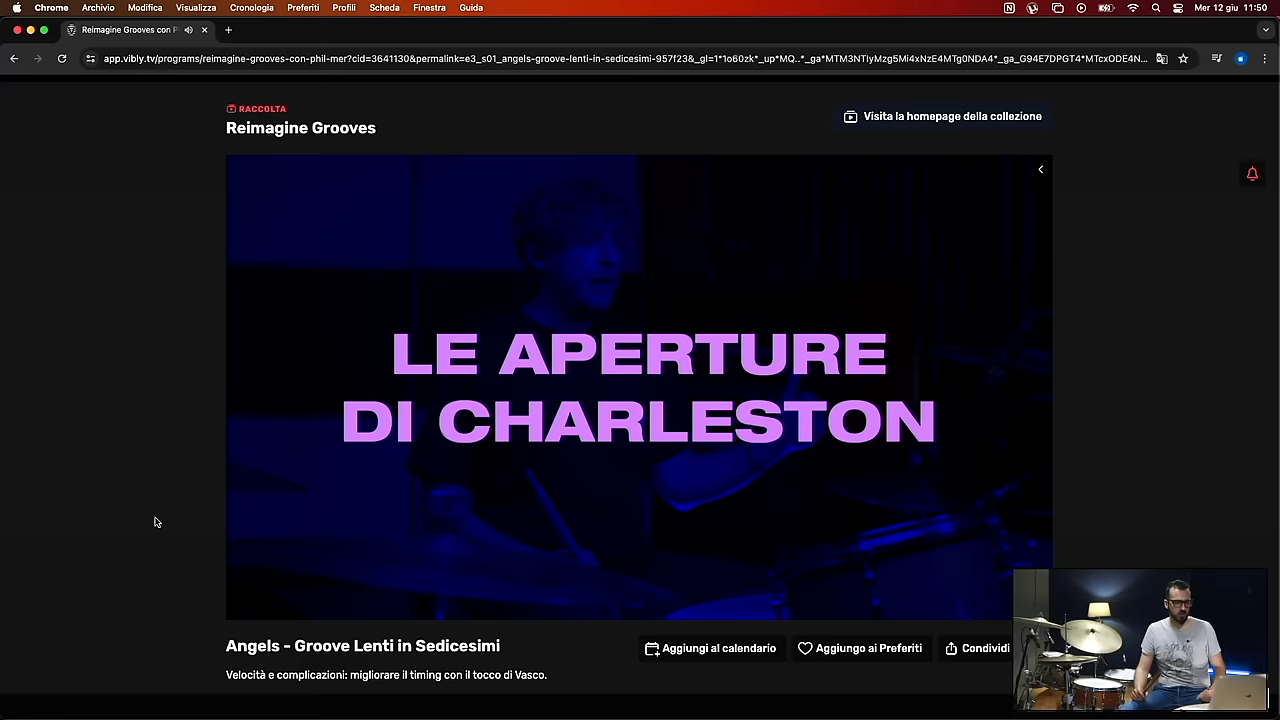 Chrome Archivio Modifica Visualizza Cronologia Preferiti Profili Scheda Finestra Guida
Mer 12 giu 11:50
Reimagine Grooves con P
app.vibly.tv/programs/reimagine-grooves-con-phil-mer?cid=3641130&permalink=e3_s01_angels-groove-lenti-in-sedicesimi-957f23&_gl=1*1o60zk*_up*MQ..*_ga*MTM3NTIyMzg5Mi4xNzE4MTg0NDA4*_ga_G94E7DPGT4*MTcxODE4N...
RACCOLTA
Reimagine Grooves
Visita la homepage della collezione
LE APERTURE
DI CHARLESTON
Angels - Groove Lenti in Sedicesimi
Aggiungi al calendario
Aggiungo ai Preferiti
Condividi
Velocità e complicazioni: migliorare il timing con il tocco di Vasco.